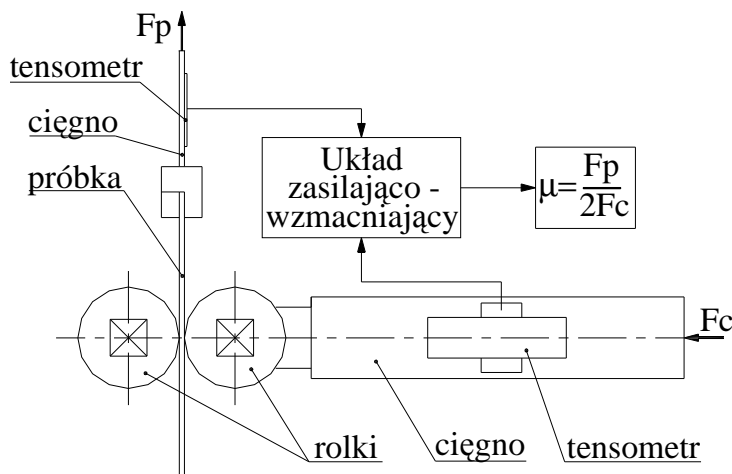 Fp
tensometr
cięgno
próbka
Układ
zasilająco -
wzmacniający
μ=Fp/2Fc
Fc
rolki
cięgno
tensometr